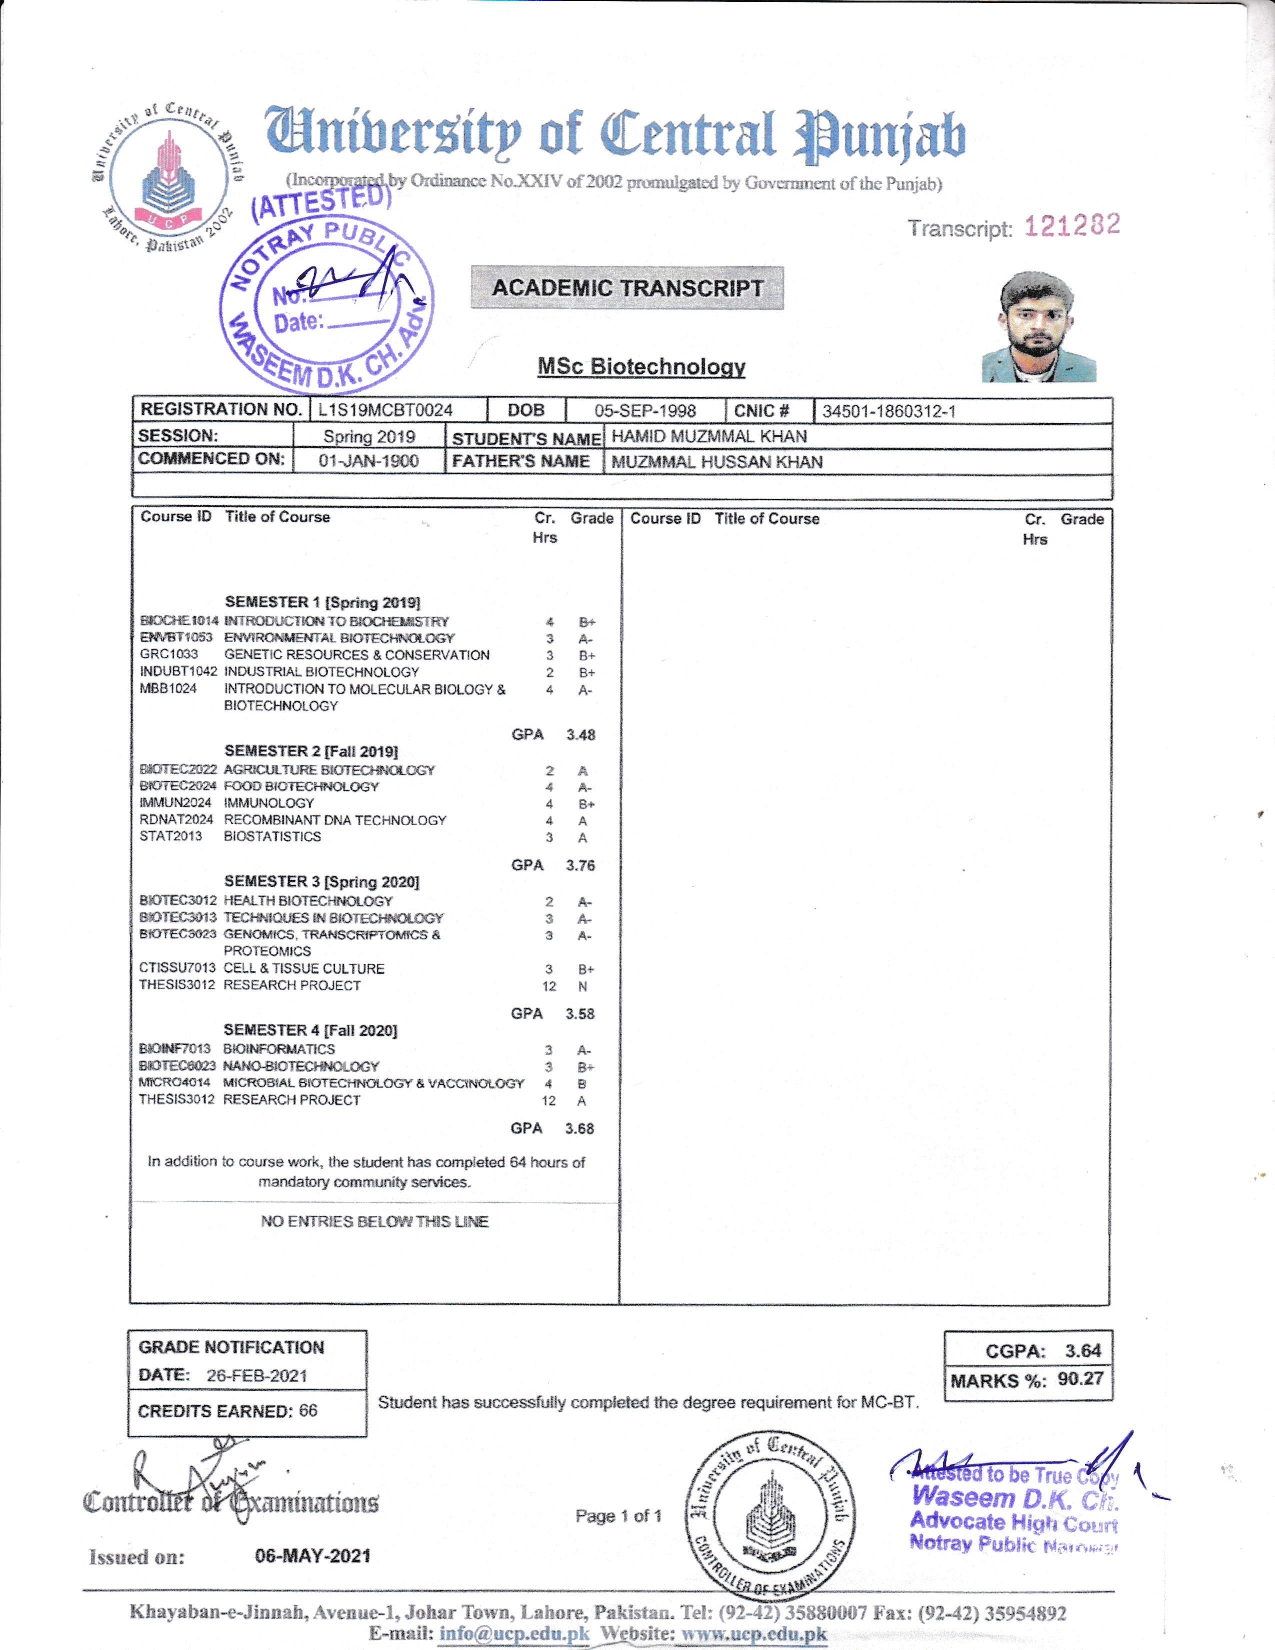 University of Central Punjab
(Incorporated by Ordinance No.XXIV of 2002 promulgated by Government of the Punjab)
University of Central Punjab
UCP
Lahore, Pakistan 2002
(ATTESTED)
NOTRAY PUBLIC
No:
Date:
WASEEM D.K. CH. Adv
Transcript: 121282
ACADEMIC TRANSCRIPT
MSc Biotechnology
REGISTRATION NO. L1S19MCBT0024 DOB 05-SEP-1998 CNIC # 34501-1860312-1
SESSION: Spring 2019 STUDENT'S NAME HAMID MUZMMAL KHAN
COMMENCED ON: 01-JAN-1900 FATHER'S NAME MUZMMAL HUSSAN KHAN
Course ID Title of Course Cr. Hrs Grade Course ID Title of Course Cr. Hrs Grade
SEMESTER 1 [Spring 2019]
BIOCHE1014 INTRODUCTION TO BIOCHEMISTRY 4 B+
ENVBT1053 ENVIRONMENTAL BIOTECHNOLOGY 3 A-
GRC1033 GENETIC RESOURCES & CONSERVATION 3 B+
INDUBT1042 INDUSTRIAL BIOTECHNOLOGY 2 B+
MBB1024 INTRODUCTION TO MOLECULAR BIOLOGY & 4 A-
BIOTECHNOLOGY
GPA 3.48
SEMESTER 2 [Fall 2019]
BIOTEC2022 AGRICULTURE BIOTECHNOLOGY 2 A
BIOTEC2024 FOOD BIOTECHNOLOGY 4 A-
IMMUN2024 IMMUNOLOGY 4 B+
RDNAT2024 RECOMBINANT DNA TECHNOLOGY 4 A
STAT2013 BIOSTATISTICS 3 A
GPA 3.76
SEMESTER 3 [Spring 2020]
BIOTEC3012 HEALTH BIOTECHNOLOGY 2 A-
BIOTEC3013 TECHNIQUES IN BIOTECHNOLOGY 3 A-
BIOTEC3023 GENOMICS, TRANSCRIPTOMICS & 3 A-
PROTEOMICS
CTISSU7013 CELL & TISSUE CULTURE 3 B+
THESIS3012 RESEARCH PROJECT 12 N
GPA 3.58
SEMESTER 4 [Fall 2020]
BIOINF7013 BIOINFORMATICS 3 A-
BIOTEC6023 NANO-BIOTECHNOLOGY 3 B+
MICRO4014 MICROBIAL BIOTECHNOLOGY & VACCINOLOGY 4 B
THESIS3012 RESEARCH PROJECT 12 A
GPA 3.68
In addition to course work, the student has completed 64 hours of
mandatory community services.
NO ENTRIES BELOW THIS LINE
GRADE NOTIFICATION
DATE: 26-FEB-2021
CREDITS EARNED: 66
CGPA: 3.64
MARKS %: 90.27
Student has successfully completed the degree requirement for MC-BT.
Controller of Examinations
Page 1 of 1
University of Central Punjab
CONTROLLER OF EXAMINATIONS
Attested to be True Copy
Waseem D.K. Ch.
Advocate High Court
Notray Public
Issued on: 06-MAY-2021
Khayaban-e-Jinnah, Avenue-1, Johar Town, Lahore, Pakistan. Tel: (92-42) 35880007 Fax: (92-42) 35954892
E-mail: info@ucp.edu.pk Website: www.ucp.edu.pk